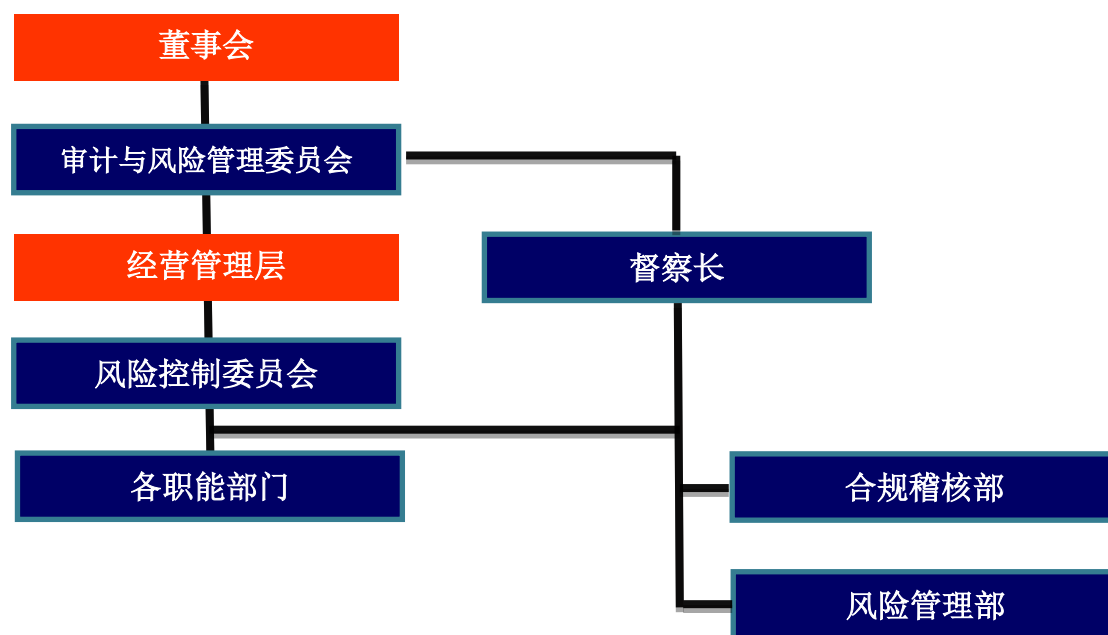 董事会
审计与风险管理委员会
经营管理层
督察长
风险控制委员会
各职能部门
合规稽核部
风险管理部